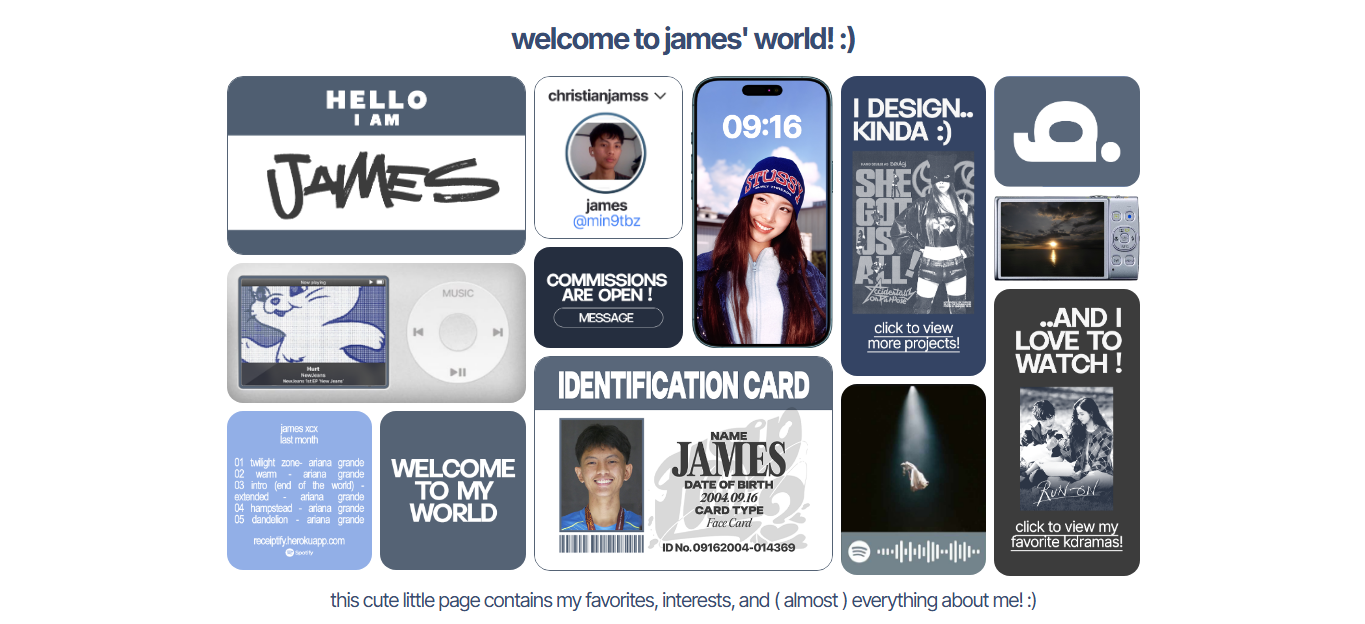 welcome to james' world! :)
HELLO
I AM
JAMES
Now playing
MUSIC
Hurt
NewJeans
NewJeans 1st EP 'New Jeans'
james xcx
last month
01 twilight zone- ariana grande
02 warm - ariana grande
03 intro (end of the world) -
extended - ariana grande
04 hampstead - ariana grande
05 dandelion - ariana grande
receiptify.herokuapp.com
Spotify
WELCOME
TO MY
WORLD
christianjamss
james
@min9tbz
COMMISSIONS
ARE OPEN !
MESSAGE
09:16
STUSSY
IDENTIFICATION CARD
NAME
JAMES
DATE OF BIRTH
2004.09.16
CARD TYPE
Face Card
ID No. 09162004-014369
I DESIGN..
KINDA :)
SHE
GOT
US
ALL!
Accidentally
on Purpose
click to view
more projects!
a.
..AND I
LOVE TO
WATCH !
RUN-ON
click to view my
favorite kdramas!
this cute little page contains my favorites, interests, and ( almost ) everything about me! :)